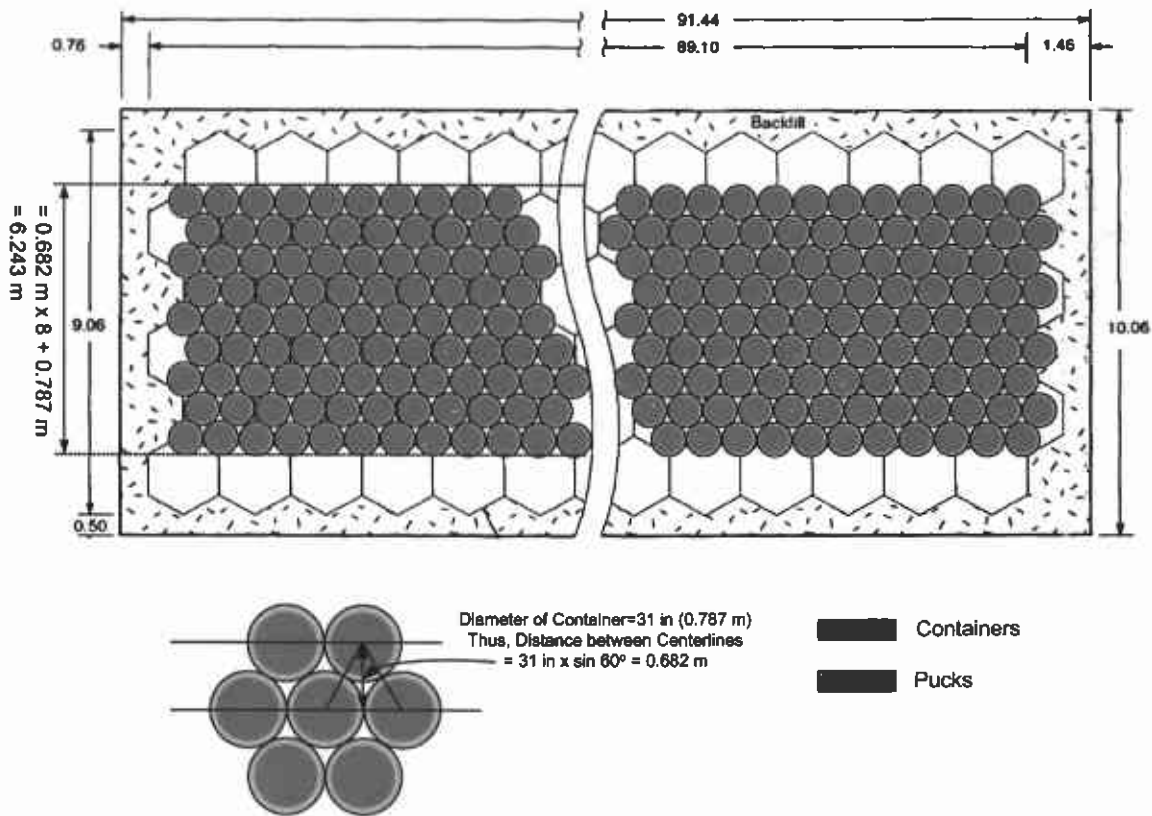 91.44
0.76
89.10
1.46
Backfill
= 0.682 m x 8 + 0.787 m
= 6.243 m
9.06
10.06
0.50
Diameter of Container=31 in (0.787 m)
Thus, Distance between Centerlines
= 31 in x sin 60º = 0.682 m
Containers
Pucks